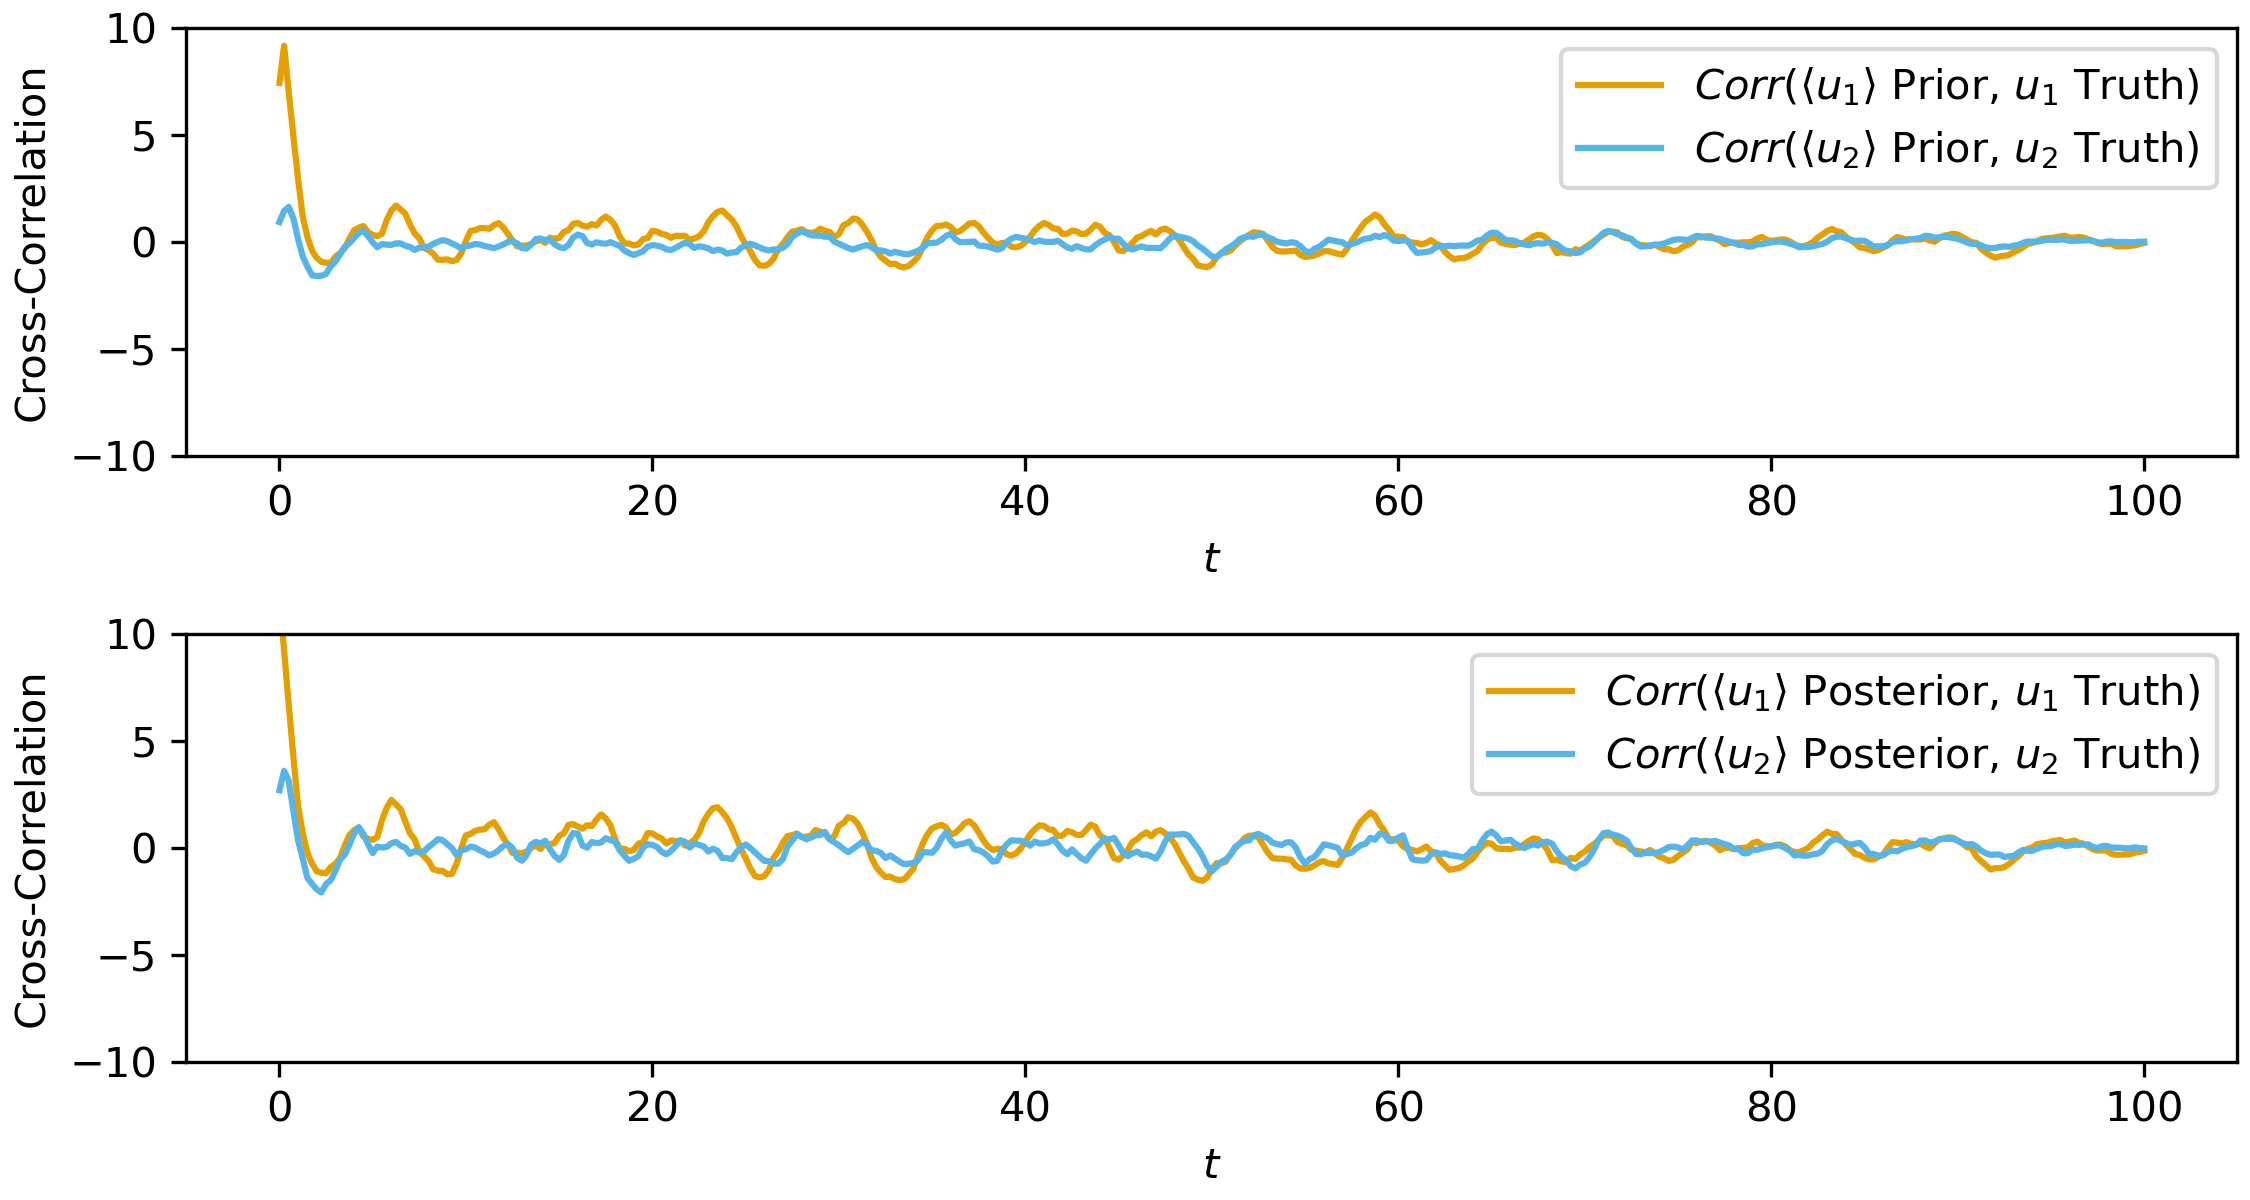 10
5
0
−5
−10
Cross-Correlation
Corr(⟨u₁⟩ Prior, u₁ Truth)
Corr(⟨u₂⟩ Prior, u₂ Truth)
0 20 40 60 80 100
t
10
5
0
−5
−10
Cross-Correlation
Corr(⟨u₁⟩ Posterior, u₁ Truth)
Corr(⟨u₂⟩ Posterior, u₂ Truth)
0 20 40 60 80 100
t